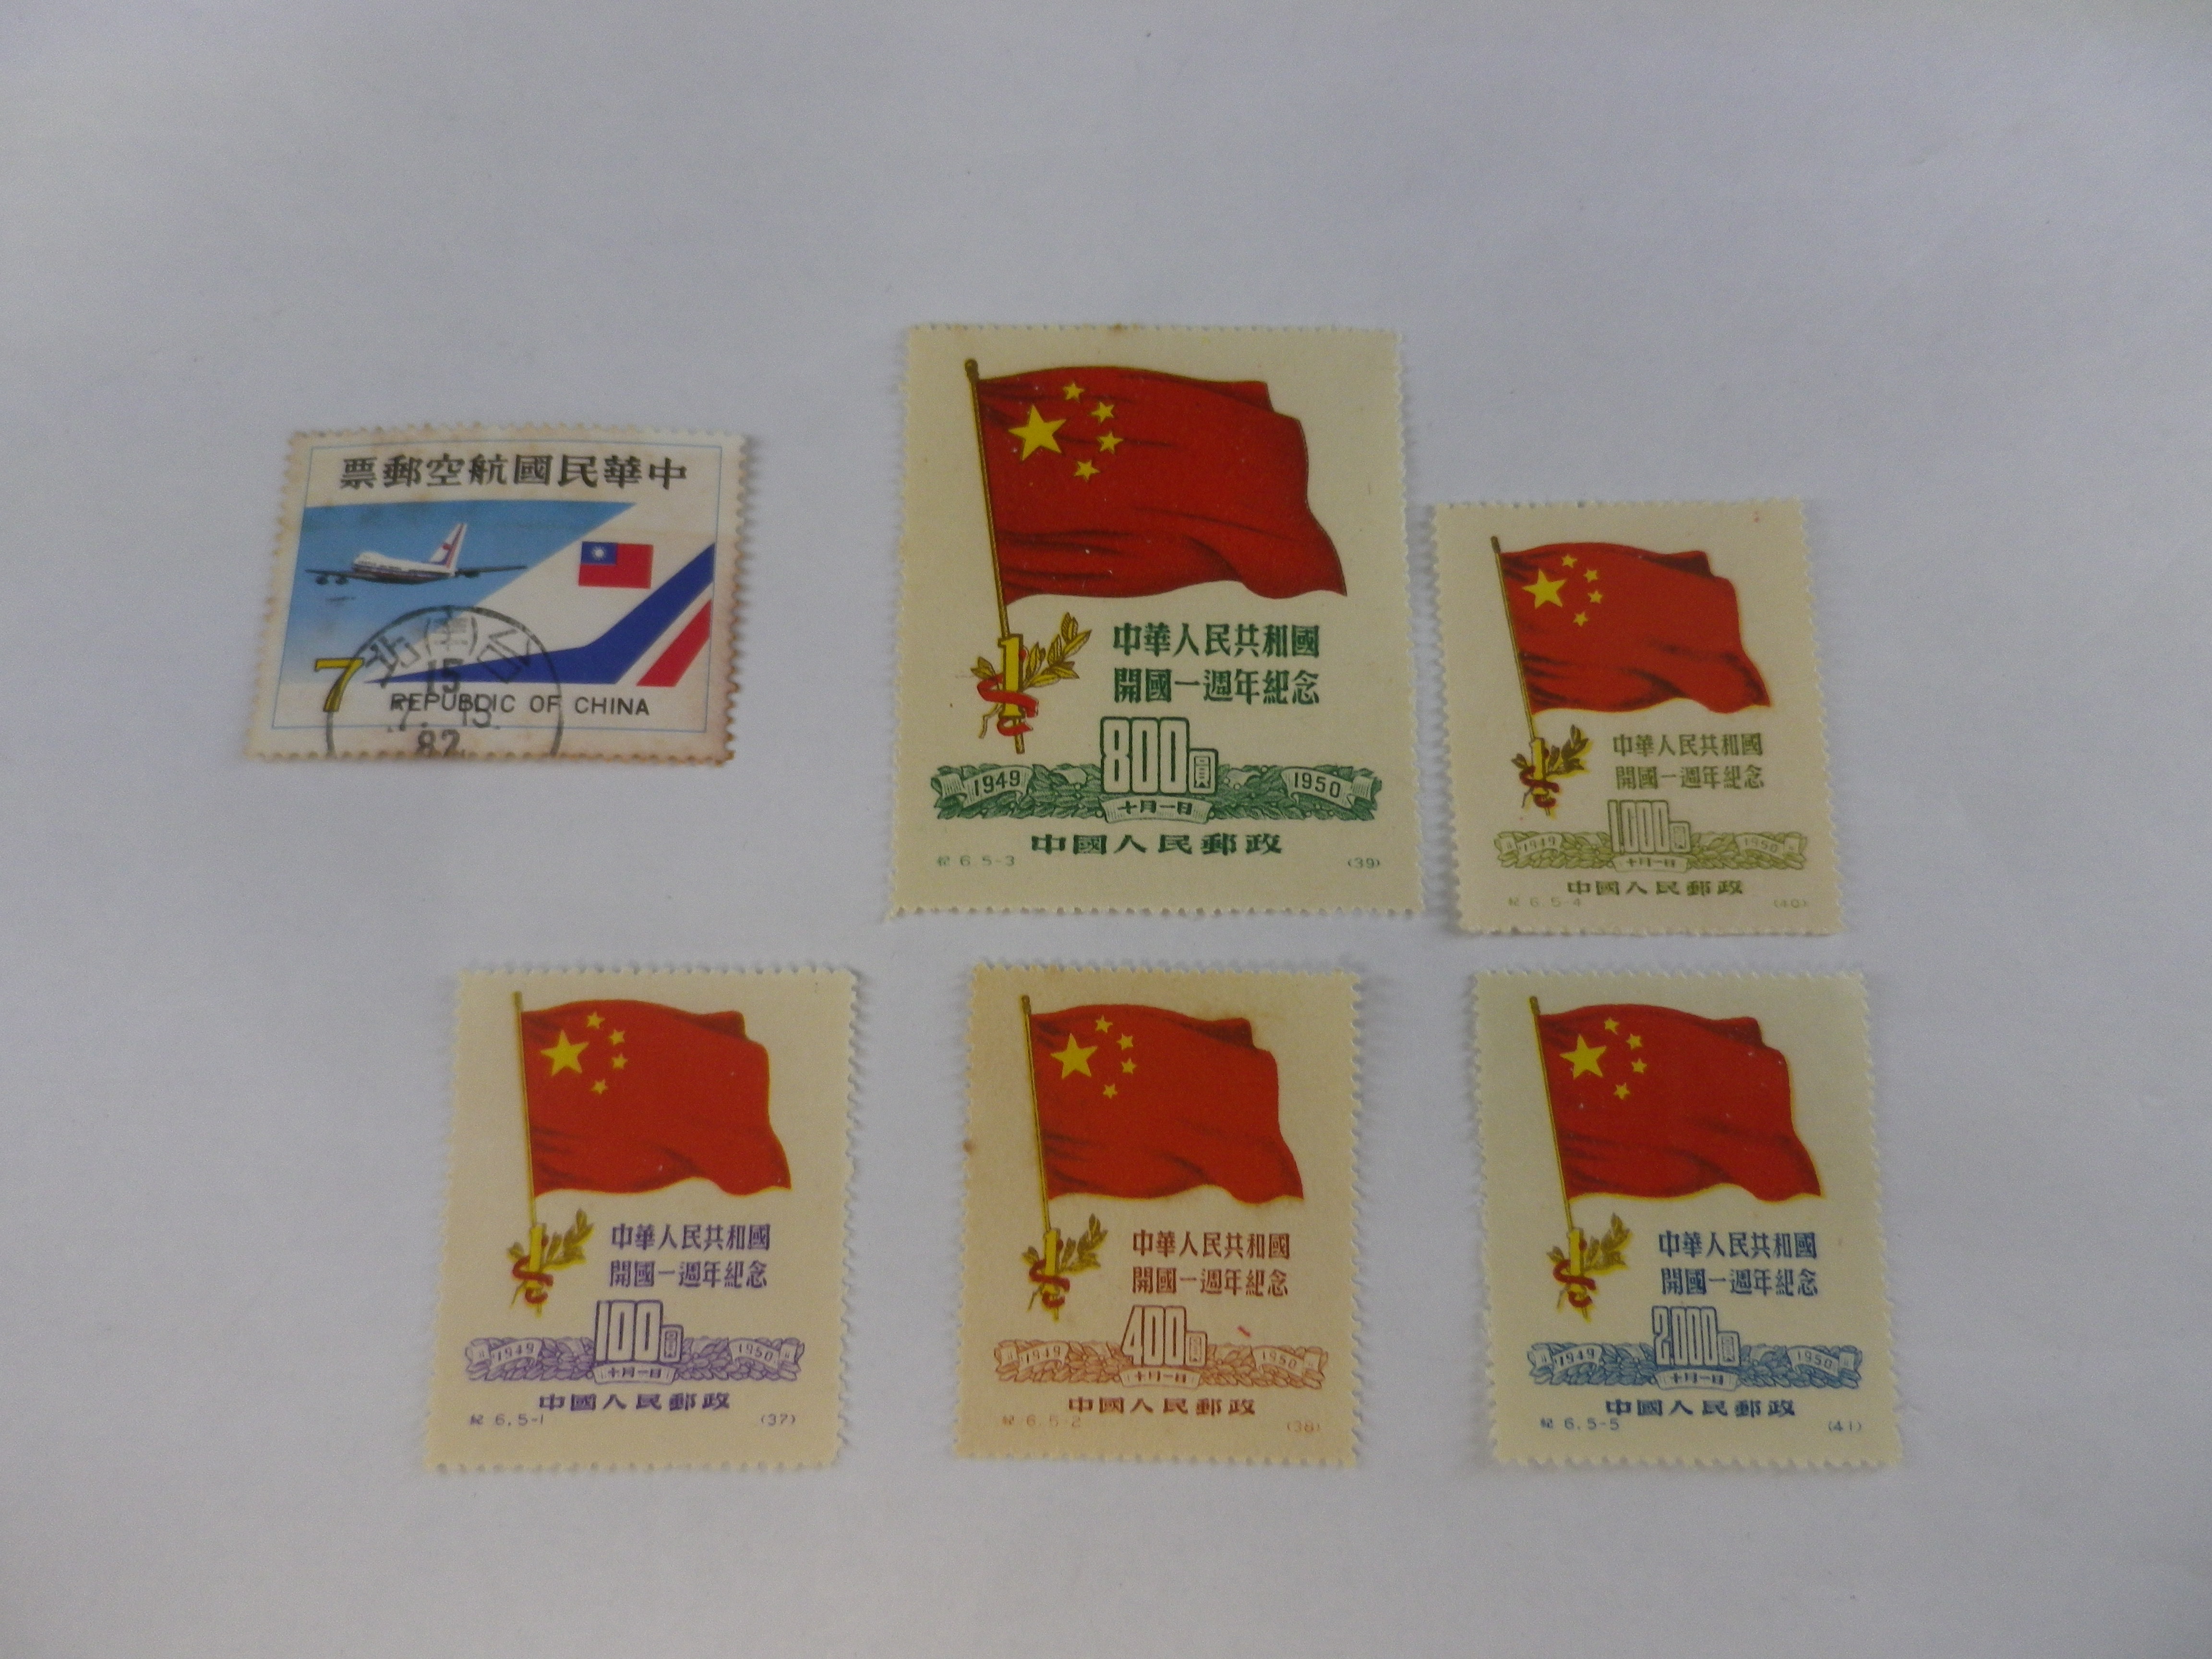 票郵空航國民華中
7
REPUBLIC OF CHINA
15
82
中華人民共和國
開國一週年紀念
800圓
1949
1950
十月一日
中國人民郵政
紀 6.5-3
(39)
中華人民共和國
開國一週年紀念
1000圓
1949
1950
十月一日
中國人民郵政
紀 6.5-4
(40)
中華人民共和國
開國一週年紀念
100圓
1949
1950
十月一日
中國人民郵政
紀 6.5-1
(37)
中華人民共和國
開國一週年紀念
400圓
1949
1950
十月一日
中國人民郵政
紀 6.5-2
(38)
中華人民共和國
開國一週年紀念
2000圓
1949
1950
十月一日
中國人民郵政
紀 6.5-5
(41)